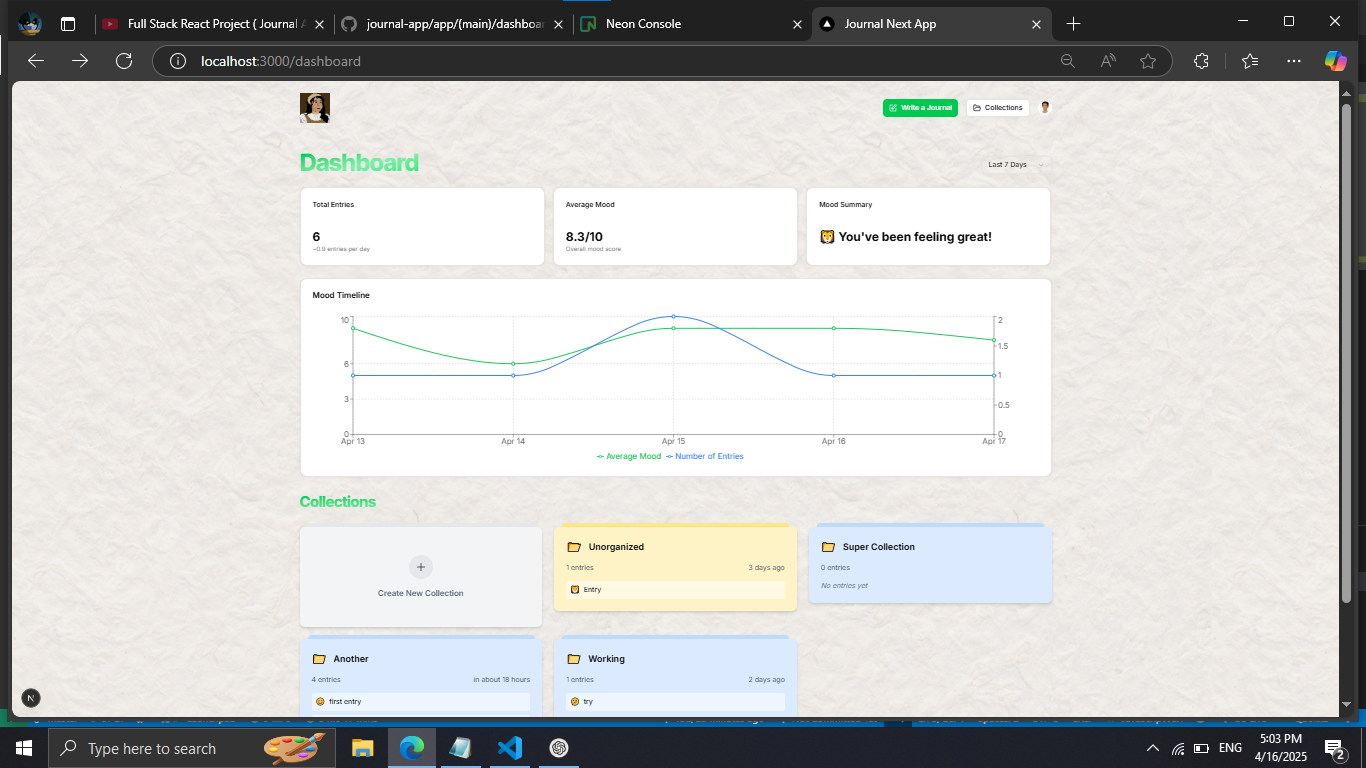 Full Stack React Project ( Journal A
journal-app/app/(main)/dashboar
Neon Console
Journal Next App
localhost:3000/dashboard
Write a Journal
Collections
Dashboard
Last 7 Days
Total Entries
6
~0.9 entries per day
Average Mood
8.3/10
Overall mood score
Mood Summary
🐯 You've been feeling great!
Mood Timeline
10
6
3
0
2
1.5
1
0.5
0
Apr 13
Apr 14
Apr 15
Apr 16
Apr 17
Average Mood
Number of Entries
Collections
Create New Collection
Unorganized
1 entries
3 days ago
Entry
Super Collection
0 entries
No entries yet
Another
4 entries
in about 18 hours
first entry
Working
1 entries
2 days ago
try
N
Type here to search
ENG
5:03 PM
4/16/2025
2